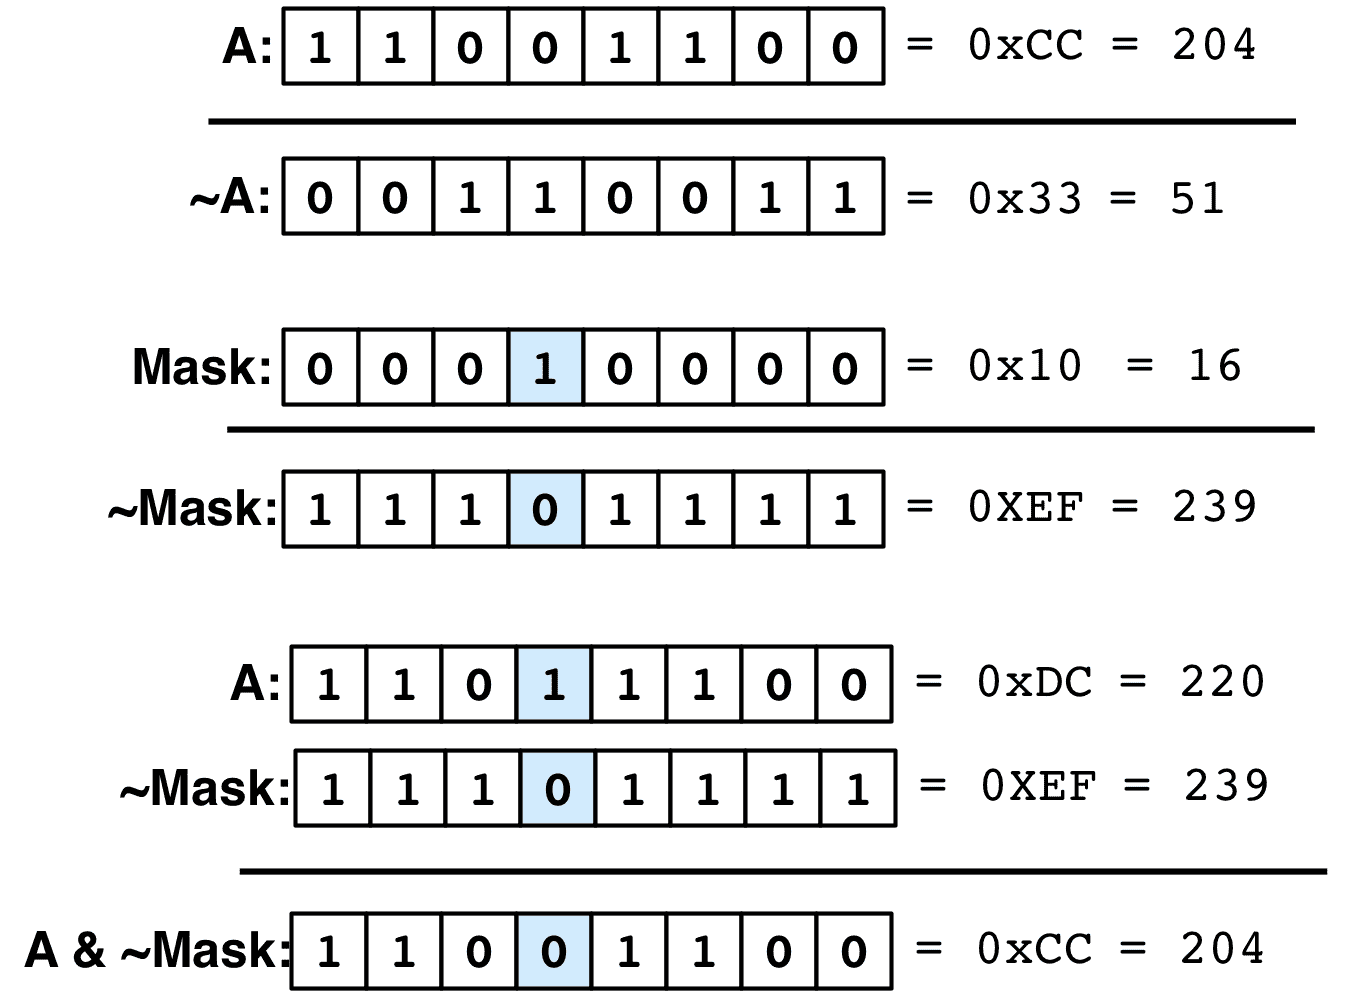 A: 1 1 0 0 1 1 0 0 = 0xCC = 204
~A: 0 0 1 1 0 0 1 1 = 0x33 = 51
Mask: 0 0 0 1 0 0 0 0 = 0x10 = 16
~Mask: 1 1 1 0 1 1 1 1 = 0XEF = 239
A: 1 1 0 1 1 1 0 0 = 0xDC = 220
~Mask: 1 1 1 0 1 1 1 1 = 0XEF = 239
A & ~Mask: 1 1 0 0 1 1 0 0 = 0xCC = 204